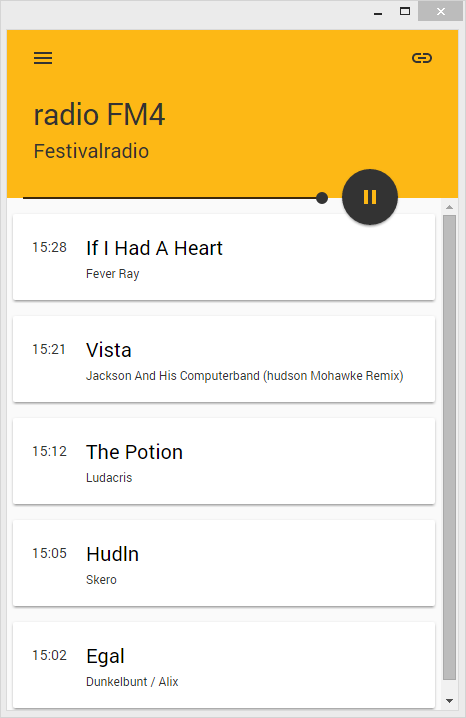 radio FM4
Festivalradio
15:28 If I Had A Heart
Fever Ray
15:21 Vista
Jackson And His Computerband (hudson Mohawke Remix)
15:12 The Potion
Ludacris
15:05 Hudln
Skero
15:02 Egal
Dunkelbunt / Alix